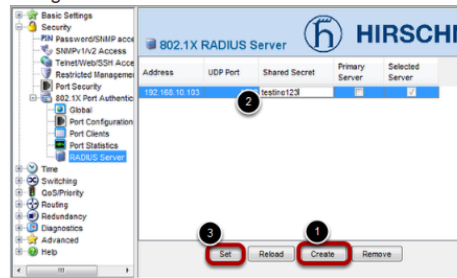 Basic Settings
Security
PIN Password/SNMP acce
SNMPv1/v2 Access
Telnet/Web/SSH Acce
Restricted Managemen
Port Security
802.1X Port Authentic
Global
Port Configuration
Port Clients
Port Statistics
RADIUS Server
Time
Switching
QoS/Priority
Routing
Redundancy
Diagnostics
Advanced
Help
802.1X RADIUS Server
HIRSCH
Address UDP Port Shared Secret Primary Server Selected Server
192.168.10.103 testing123
2
3
1
Set Reload Create Remove